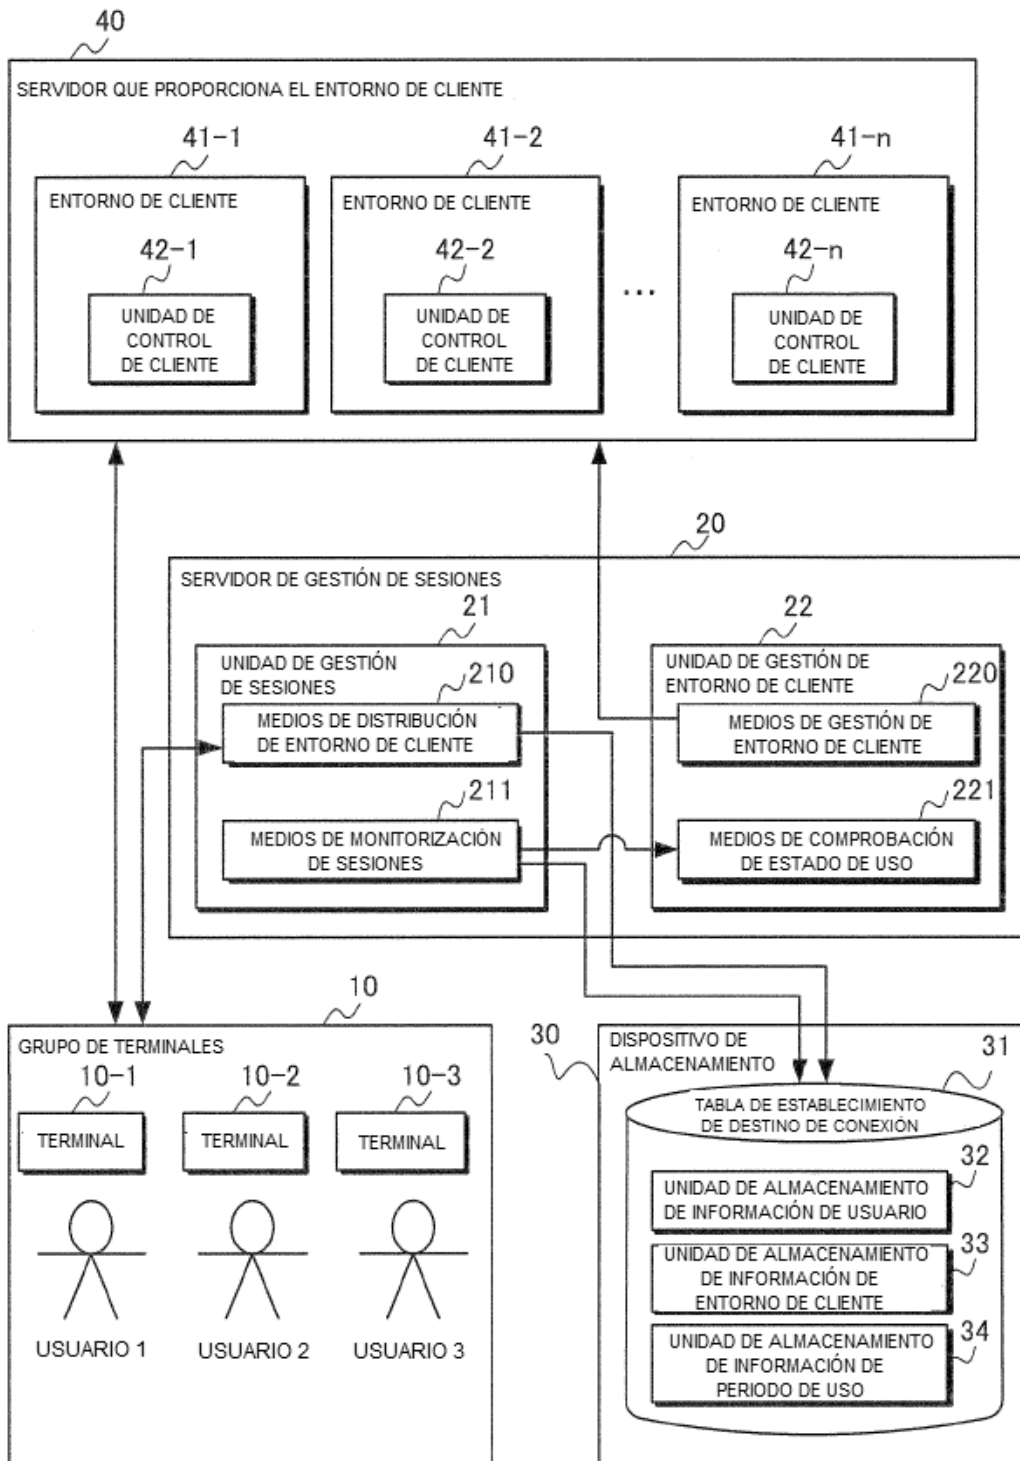 40
SERVIDOR QUE PROPORCIONA EL ENTORNO DE CLIENTE
41-1
ENTORNO DE CLIENTE
42-1
UNIDAD DE
CONTROL
DE CLIENTE
41-2
ENTORNO DE CLIENTE
42-2
UNIDAD DE
CONTROL
DE CLIENTE
...
41-n
ENTORNO DE CLIENTE
42-n
UNIDAD DE
CONTROL
DE CLIENTE
20
SERVIDOR DE GESTIÓN DE SESIONES
21
UNIDAD DE GESTIÓN
DE SESIONES
210
MEDIOS DE DISTRIBUCIÓN
DE ENTORNO DE CLIENTE
211
MEDIOS DE MONITORIZACIÓN
DE SESIONES
22
UNIDAD DE GESTIÓN DE
ENTORNO DE CLIENTE
220
MEDIOS DE GESTIÓN DE
ENTORNO DE CLIENTE
221
MEDIOS DE COMPROBACIÓN
DE ESTADO DE USO
10
GRUPO DE TERMINALES
10-1
TERMINAL
USUARIO 1
10-2
TERMINAL
USUARIO 2
10-3
TERMINAL
USUARIO 3
30
DISPOSITIVO DE
ALMACENAMIENTO
31
TABLA DE ESTABLECIMIENTO
DE DESTINO DE CONEXIÓN
32
UNIDAD DE ALMACENAMIENTO
DE INFORMACIÓN DE USUARIO
33
UNIDAD DE ALMACENAMIENTO
DE INFORMACIÓN DE
ENTORNO DE CLIENTE
34
UNIDAD DE ALMACENAMIENTO
DE INFORMACIÓN DE
PERIODO DE USO